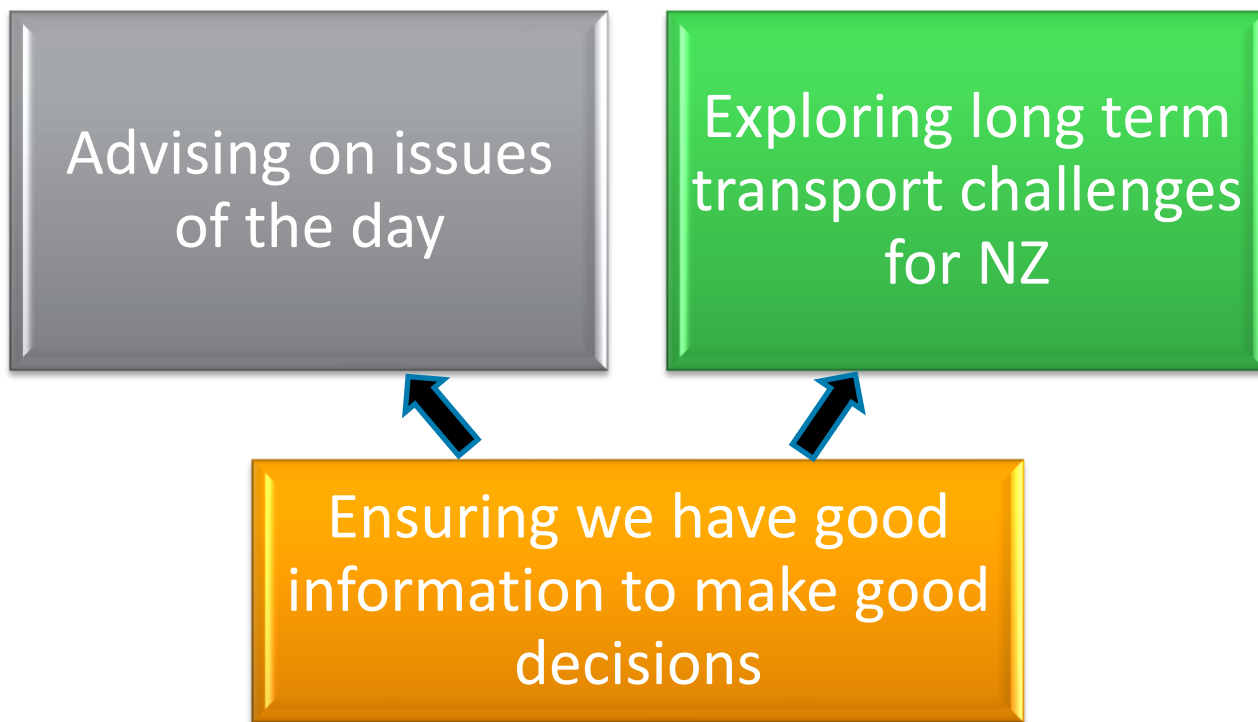 Advising on issues
of the day
Exploring long term
transport challenges
for NZ
Ensuring we have good
information to make good
decisions